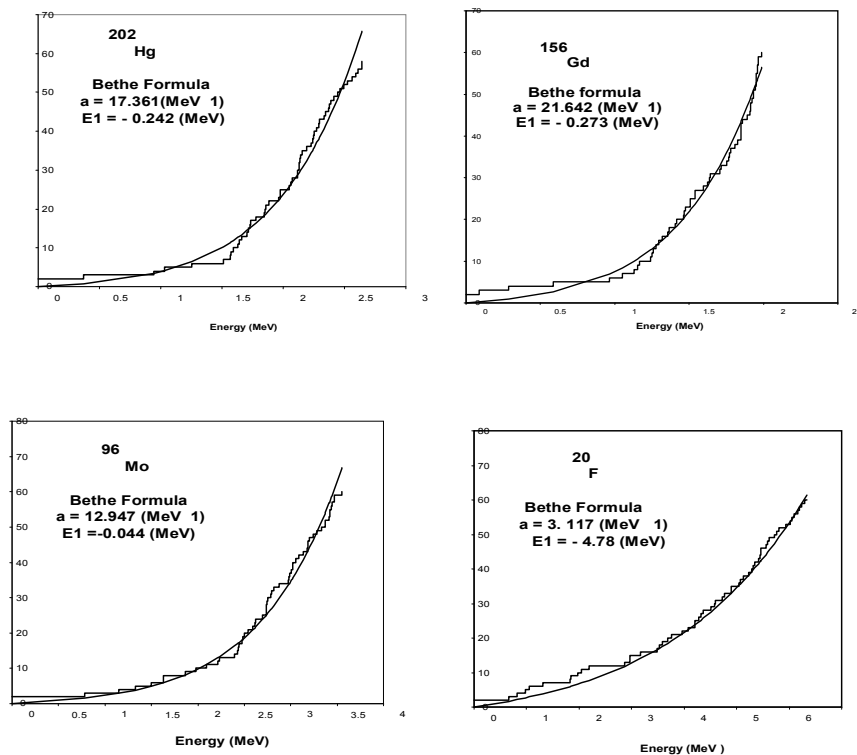 70
60
50
40
30
20
10
0
202
Hg
Bethe Formula
a = 17.361(MeV 1)
E1 = - 0.242 (MeV)
0 0.5 1 1.5 2 2.5 3
Energy (MeV)
70
60
50
40
30
20
10
0
156
Gd
Bethe formula
a = 21.642 (MeV 1)
E1 = - 0.273 (MeV)
0 1 2 2
Energy (MeV)
80
70
60
50
40
30
20
10
0
96
Mo
Bethe Formula
a = 12.947 (MeV 1)
E1 =-0.044 (MeV)
0 0.5 1 1.5 2 2.5 3 3.5 4
Energy (MeV)
80
70
60
50
40
30
20
10
0
20
F
Bethe Formula
a = 3. 117 (MeV 1)
E1 = - 4.78 (MeV)
0 1 2 3 4 5 6
Energy (MeV )